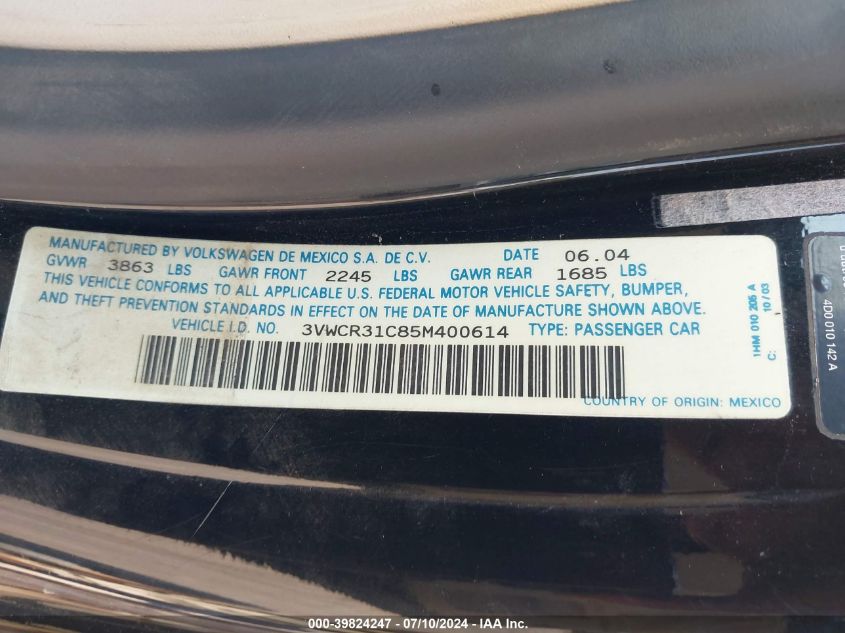 MANUFACTURED BY VOLKSWAGEN DE MEXICO S.A. DE C.V. DATE 06.04
GVWR 3863 LBS GAWR FRONT 2245 LBS GAWR REAR 1685 LBS
THIS VEHICLE CONFORMS TO ALL APPLICABLE U.S. FEDERAL MOTOR VEHICLE SAFETY, BUMPER,
AND THEFT PREVENTION STANDARDS IN EFFECT ON THE DATE OF MANUFACTURE SHOWN ABOVE.
VEHICLE I.D. NO. 3VWCR31C85M400614 TYPE: PASSENGER CAR
COUNTRY OF ORIGIN: MEXICO
1HM 010 205 A
C: 10/03
4D0 010 142 A
000-39824247 - 07/10/2024 - IAA Inc.